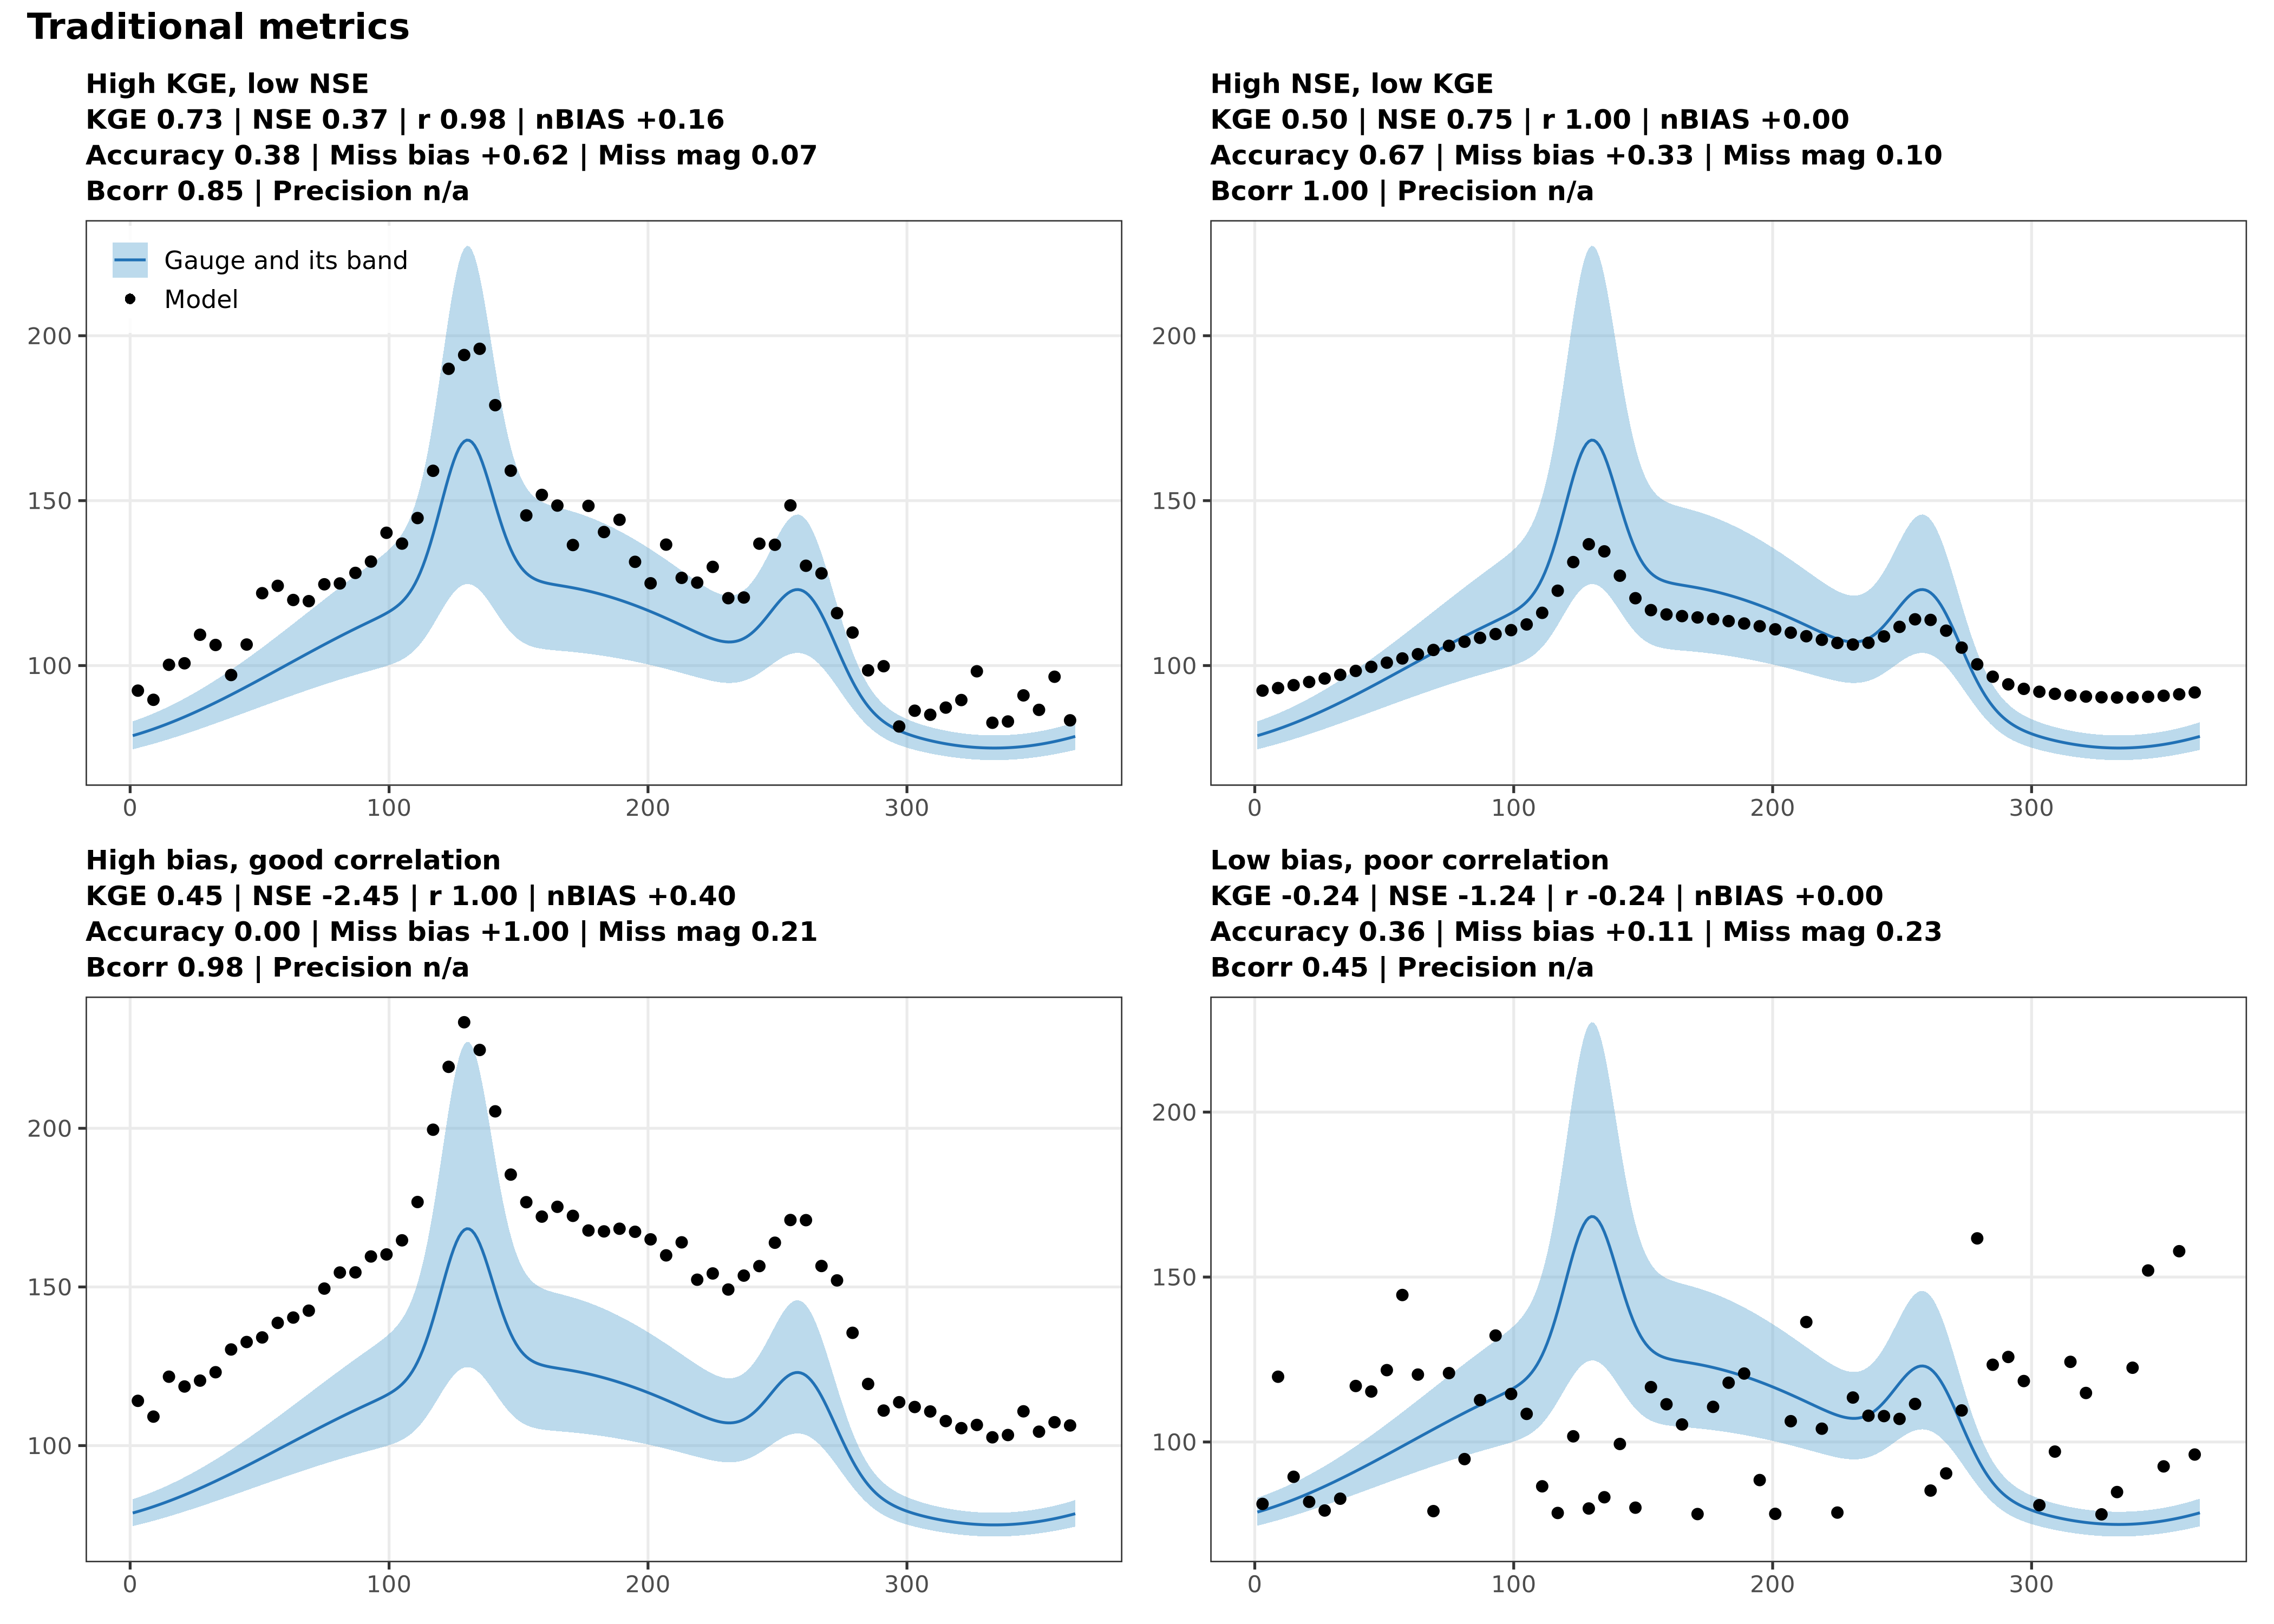 Traditional metrics
High KGE, low NSE
KGE 0.73 | NSE 0.37 | r 0.98 | nBIAS +0.16
Accuracy 0.38 | Miss bias +0.62 | Miss mag 0.07
Bcorr 0.85 | Precision n/a
Gauge and its band
Model
200
150
100
0 100 200 300
High NSE, low KGE
KGE 0.50 | NSE 0.75 | r 1.00 | nBIAS +0.00
Accuracy 0.67 | Miss bias +0.33 | Miss mag 0.10
Bcorr 1.00 | Precision n/a
200
150
100
0 100 200 300
High bias, good correlation
KGE 0.45 | NSE -2.45 | r 1.00 | nBIAS +0.40
Accuracy 0.00 | Miss bias +1.00 | Miss mag 0.21
Bcorr 0.98 | Precision n/a
200
150
100
0 100 200 300
Low bias, poor correlation
KGE -0.24 | NSE -1.24 | r -0.24 | nBIAS +0.00
Accuracy 0.36 | Miss bias +0.11 | Miss mag 0.23
Bcorr 0.45 | Precision n/a
200
150
100
0 100 200 300